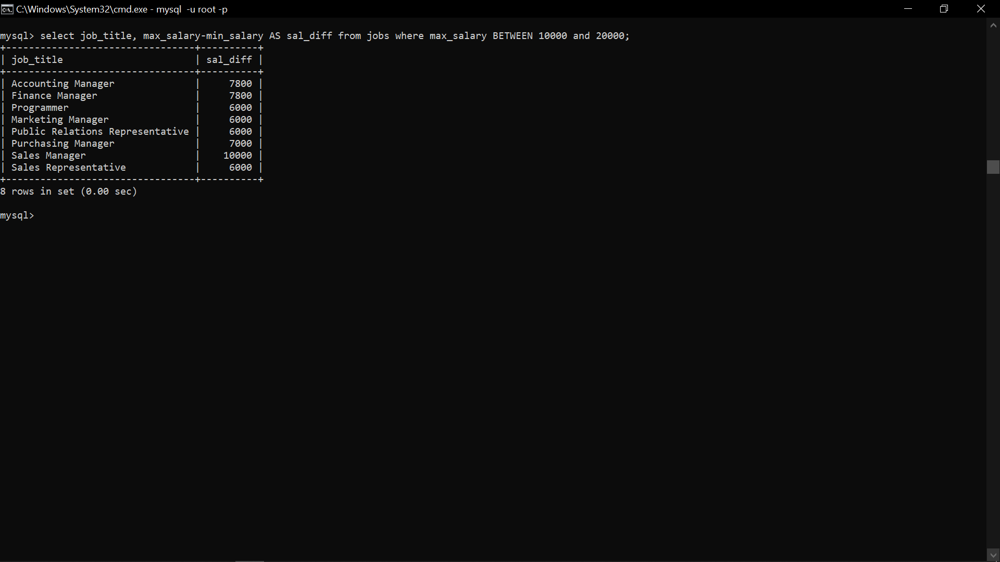 C:\Windows\System32\cmd.exe - mysql  -u root -p
mysql> select job_title, max_salary-min_salary AS sal_diff from jobs where max_salary BETWEEN 10000 and 20000;
+---------------------------------+----------+
| job_title                       | sal_diff |
+---------------------------------+----------+
| Accounting Manager              |     7800 |
| Finance Manager                 |     7800 |
| Programmer                      |     6000 |
| Marketing Manager               |     6000 |
| Public Relations Representative |     6000 |
| Purchasing Manager              |     7000 |
| Sales Manager                   |    10000 |
| Sales Representative            |     6000 |
+---------------------------------+----------+
8 rows in set (0.00 sec)
mysql>